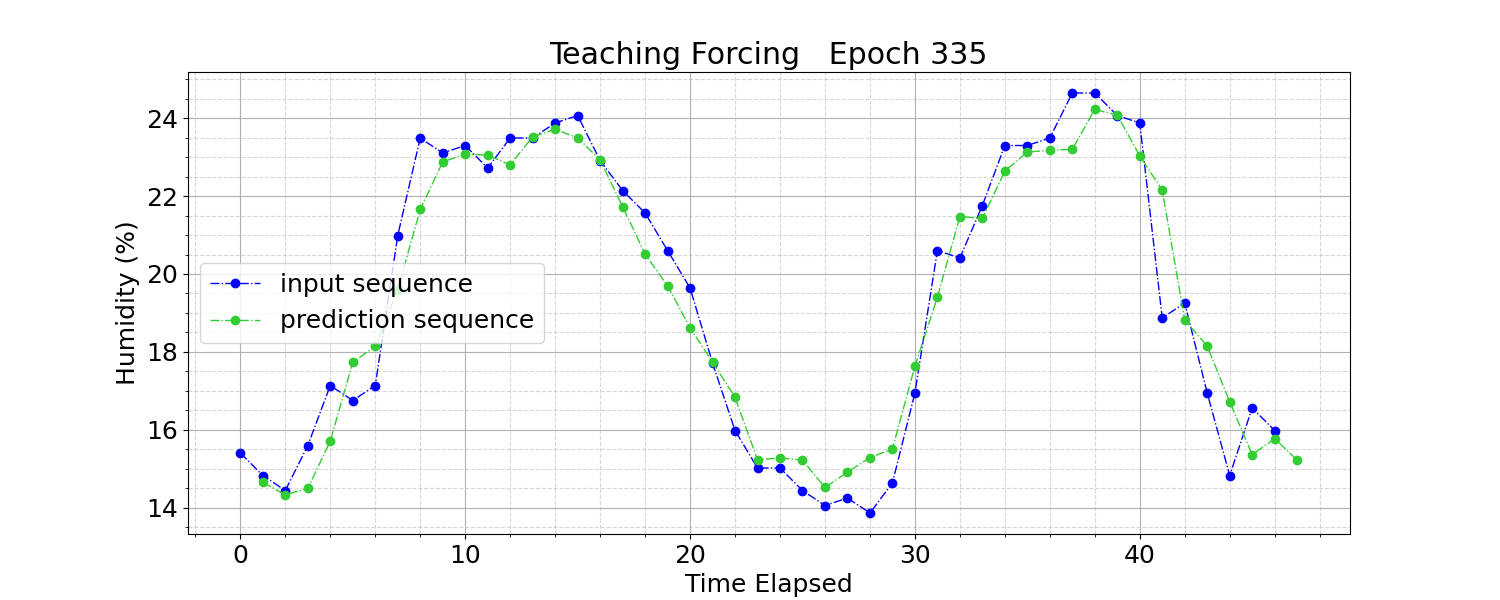 Teaching Forcing   Epoch 335
Humidity (%)
24
22
20
18
16
14
input sequence
prediction sequence
0 10 20 30 40
Time Elapsed